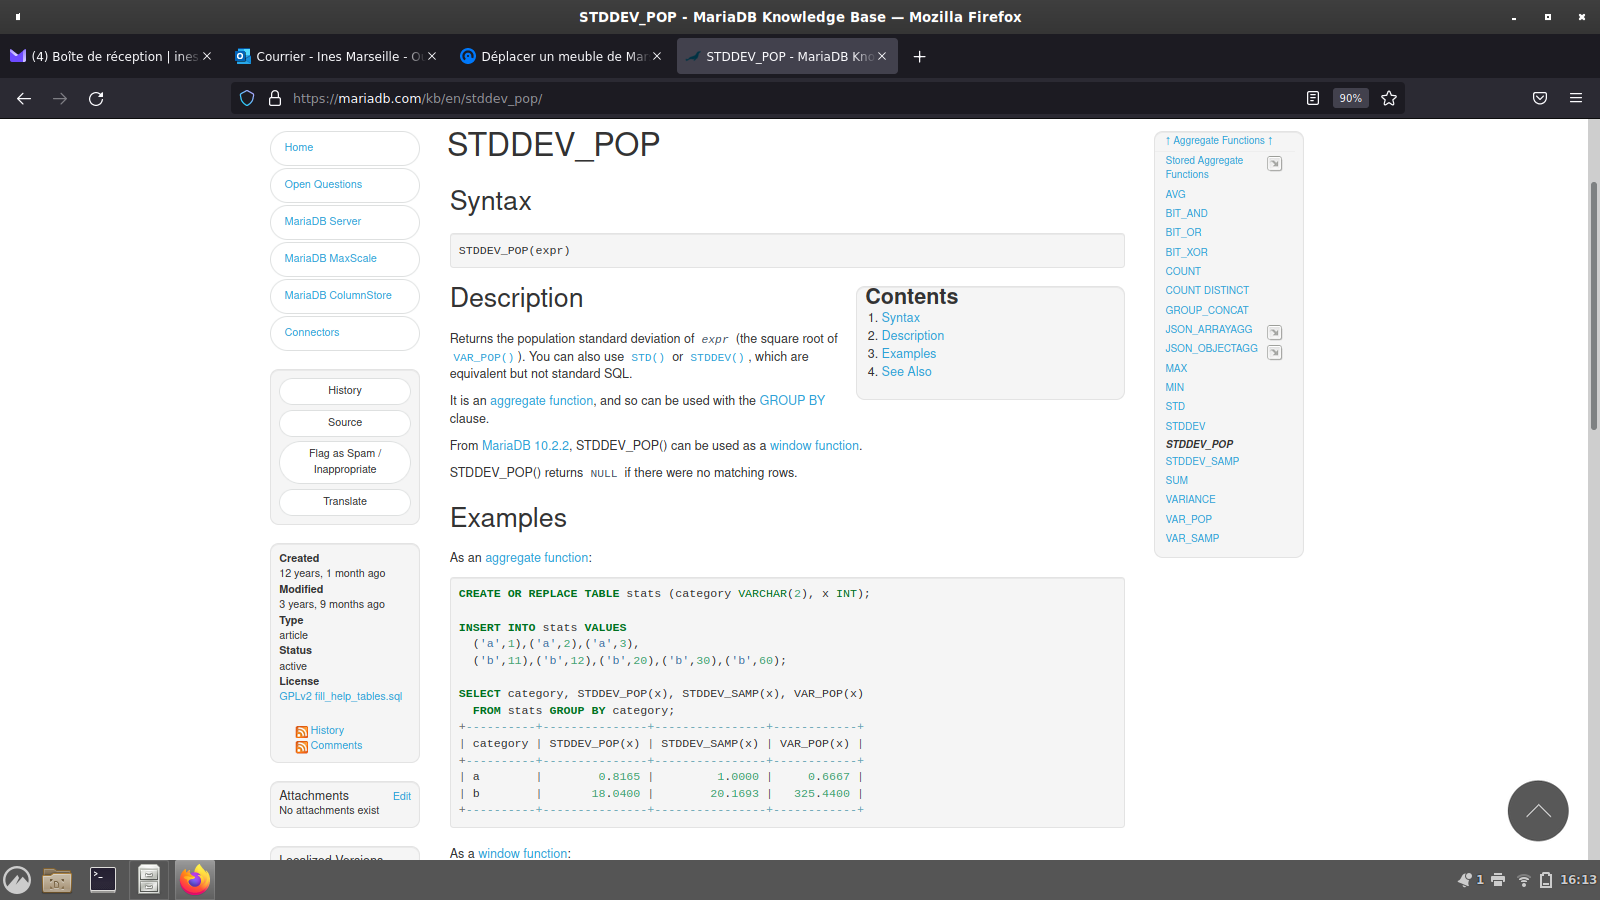 STDDEV_POP - MariaDB Knowledge Base — Mozilla Firefox
(4) Boîte de réception | ines
Courrier - Ines Marseille - O
Déplacer un meuble de Mar
STDDEV_POP - MariaDB Kno
https://mariadb.com/kb/en/stddev_pop/
90%
Home
Open Questions
MariaDB Server
MariaDB MaxScale
MariaDB ColumnStore
Connectors
History
Source
Flag as Spam /
Inappropriate
Translate
Created
12 years, 1 month ago
Modified
3 years, 9 months ago
Type
article
Status
active
License
GPLv2 fill_help_tables.sql
History
Comments
Attachments Edit
No attachments exist
Localized Versions
STDDEV_POP
Syntax
STDDEV_POP(expr)
Description
Returns the population standard deviation of expr (the square root of
VAR_POP() ). You can also use STD() or STDDEV() , which are
equivalent but not standard SQL.
It is an aggregate function, and so can be used with the GROUP BY
clause.
From MariaDB 10.2.2, STDDEV_POP() can be used as a window function.
STDDEV_POP() returns NULL if there were no matching rows.
Contents
1. Syntax
2. Description
3. Examples
4. See Also
Examples
As an aggregate function:
CREATE OR REPLACE TABLE stats (category VARCHAR(2), x INT);
INSERT INTO stats VALUES
('a',1),('a',2),('a',3),
('b',11),('b',12),('b',20),('b',30),('b',60);
SELECT category, STDDEV_POP(x), STDDEV_SAMP(x), VAR_POP(x)
FROM stats GROUP BY category;
+----------+---------------+----------------+------------+
| category | STDDEV_POP(x) | STDDEV_SAMP(x) | VAR_POP(x) |
+----------+---------------+----------------+------------+
| a        |        0.8165 |         1.0000 |     0.6667 |
| b        |       18.0400 |        20.1693 |   325.4400 |
+----------+---------------+----------------+------------+
As a window function:
↑ Aggregate Functions ↑
Stored Aggregate
Functions
AVG
BIT_AND
BIT_OR
BIT_XOR
COUNT
COUNT DISTINCT
GROUP_CONCAT
JSON_ARRAYAGG
JSON_OBJECTAGG
MAX
MIN
STD
STDDEV
STDDEV_POP
STDDEV_SAMP
SUM
VARIANCE
VAR_POP
VAR_SAMP
1
16:13